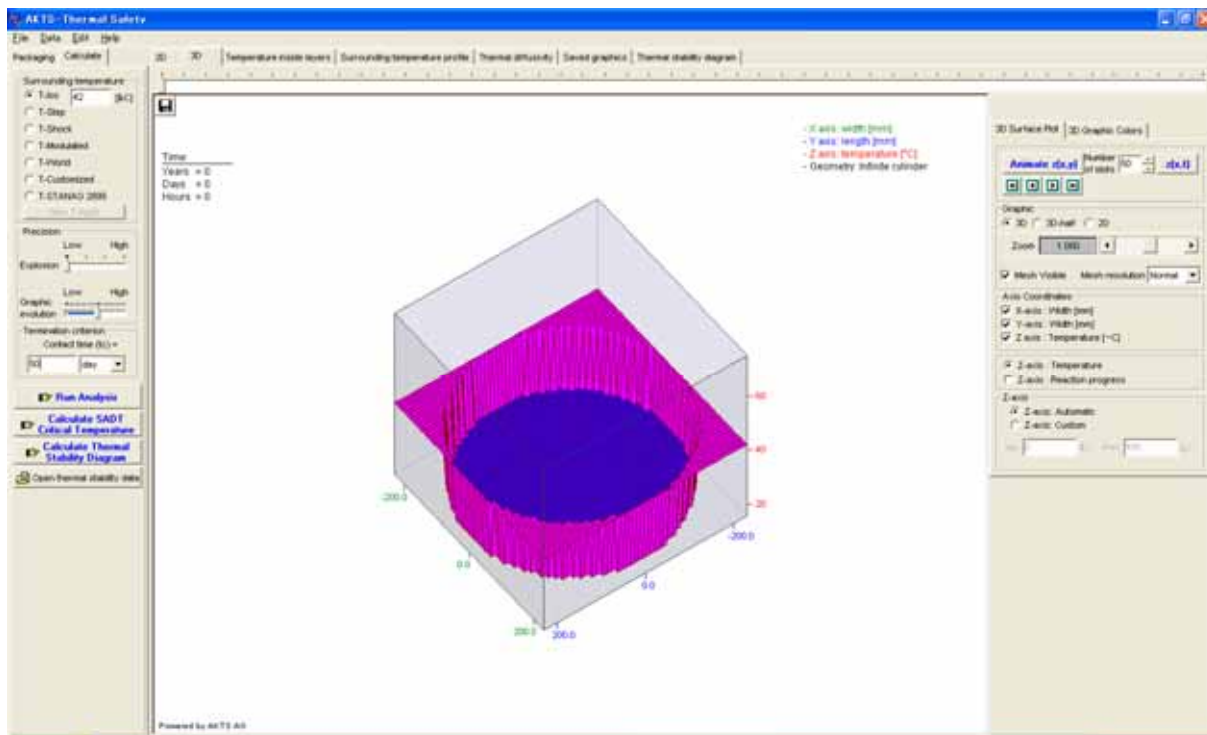 AKTS-Thermal Safety
File Data Edit Help
Packaging Calculate
2D 3D Temperature inside layers Surrounding temperature profile Thermal diffusivity Saved graphics Thermal stability diagram
Surrounding temperature
T-iso 42
T-Step
T-Shock
T-Modulated
T-World
T-Customized
T-STANAG 2895
Precision
Low High
Explosion
Low High
Graphic
evolution
Termination criterion
Contact time (tc) =
50 day
Run Analysis
Calculate SADT
Critical Temperature
Calculate Thermal
Stability Diagram
Open thermal stability data
Time
Years = 0
Days = 0
Hours = 0
- X axis: width [mm]
- Y axis: length [mm]
- Z axis: temperature [°C]
- Geometry: Infinite cylinder
60
40
20
-200.0
0.0
200.0
200.0
0.0
-200.0
Powered by AKTS AG
3D Surface Plot 3D Graphic Colors
Animate z(x,y) Number of slots 50 z(x,t)
Graphic
3D 3D-half 2D
Zoom 1.000
Mesh Visible Mesh resolution Normal
Axis Coordinates
X-axis : Width [mm]
Y-axis : Width [mm]
Z axis : Temperature [~C]
Z-axis : Temperature
Z-axis : Reaction progress
Z-axis
Z-axis: Automatic
Z-axis: Custom